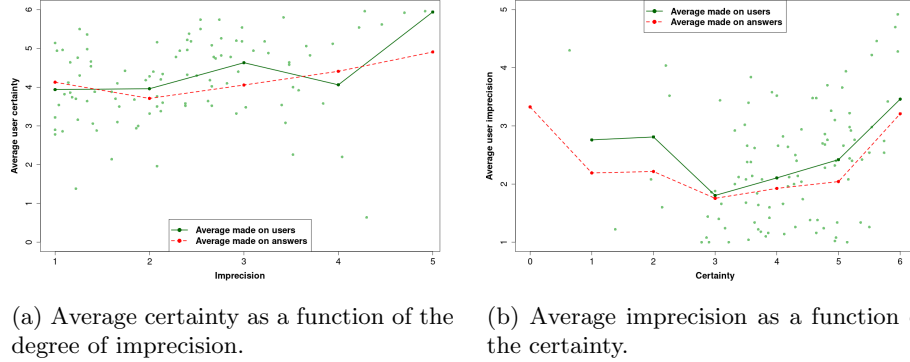 6
5
4
3
2
1
0
Average user certainty
Average made on users
Average made on answers
1 2 3 4 5
Imprecision
(a) Average certainty as a function of the
degree of imprecision.
5
4
3
2
1
Average user imprecision
Average made on users
Average made on answers
0 1 2 3 4 5 6
Certainty
(b) Average imprecision as a function
the certainty.